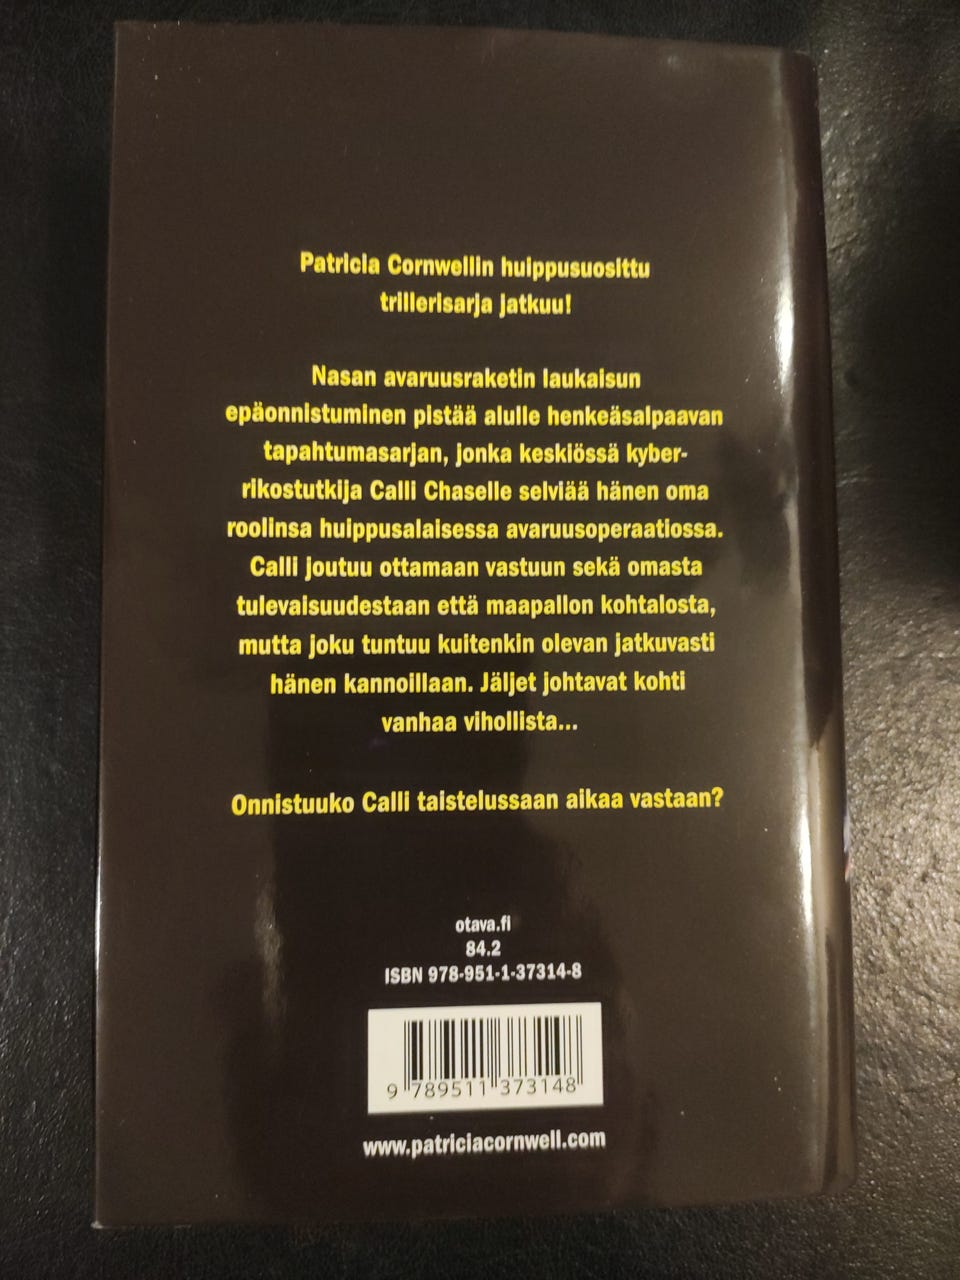 Patricia Cornwellin huippusuosittu
trillerisarja jatkuu!
Nasan avaruusraketin laukaisun
epäonnistuminen pistää alulle henkeäsalpaavan
tapahtumasarjan, jonka keskiössä kyber-
rikostutkija Calli Chaselle selviää hänen oma
roolinsa huippusalaisessa avaruusoperaatiossa.
Calli joutuu ottamaan vastuun sekä omasta
tulevaisuudestaan että maapallon kohtalosta,
mutta joku tuntuu kuitenkin olevan jatkuvasti
hänen kannoillaan. Jäljet johtavat kohti
vanhaa vihollista...
Onnistuuko Calli taistelussaan aikaa vastaan?
otava.fi
84.2
ISBN 978-951-1-37314-8
9 789511 373148
www.patriciacornwell.com